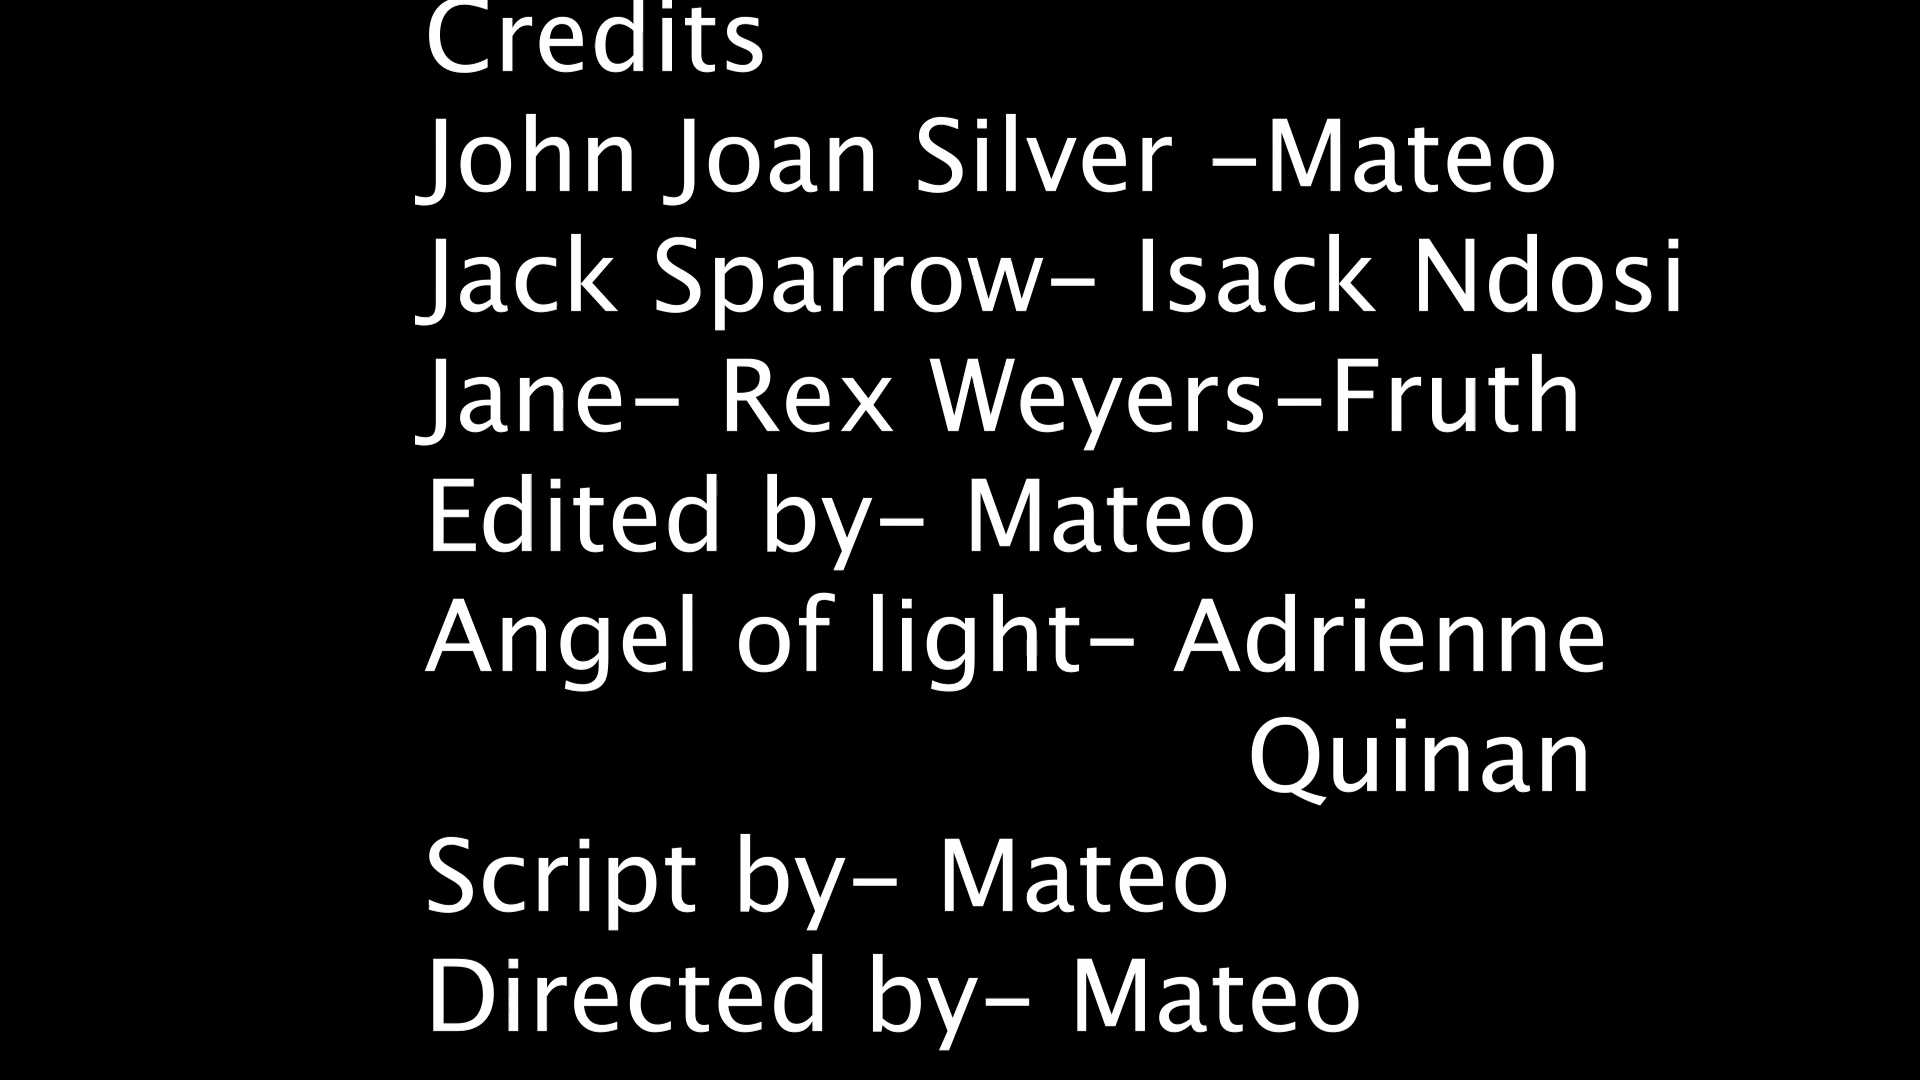 Credits
John Joan Silver -Mateo
Jack Sparrow- Isack Ndosi
Jane- Rex Weyers-Fruth
Edited by- Mateo
Angel of light- Adrienne
Quinan
Script by- Mateo
Directed by- Mateo